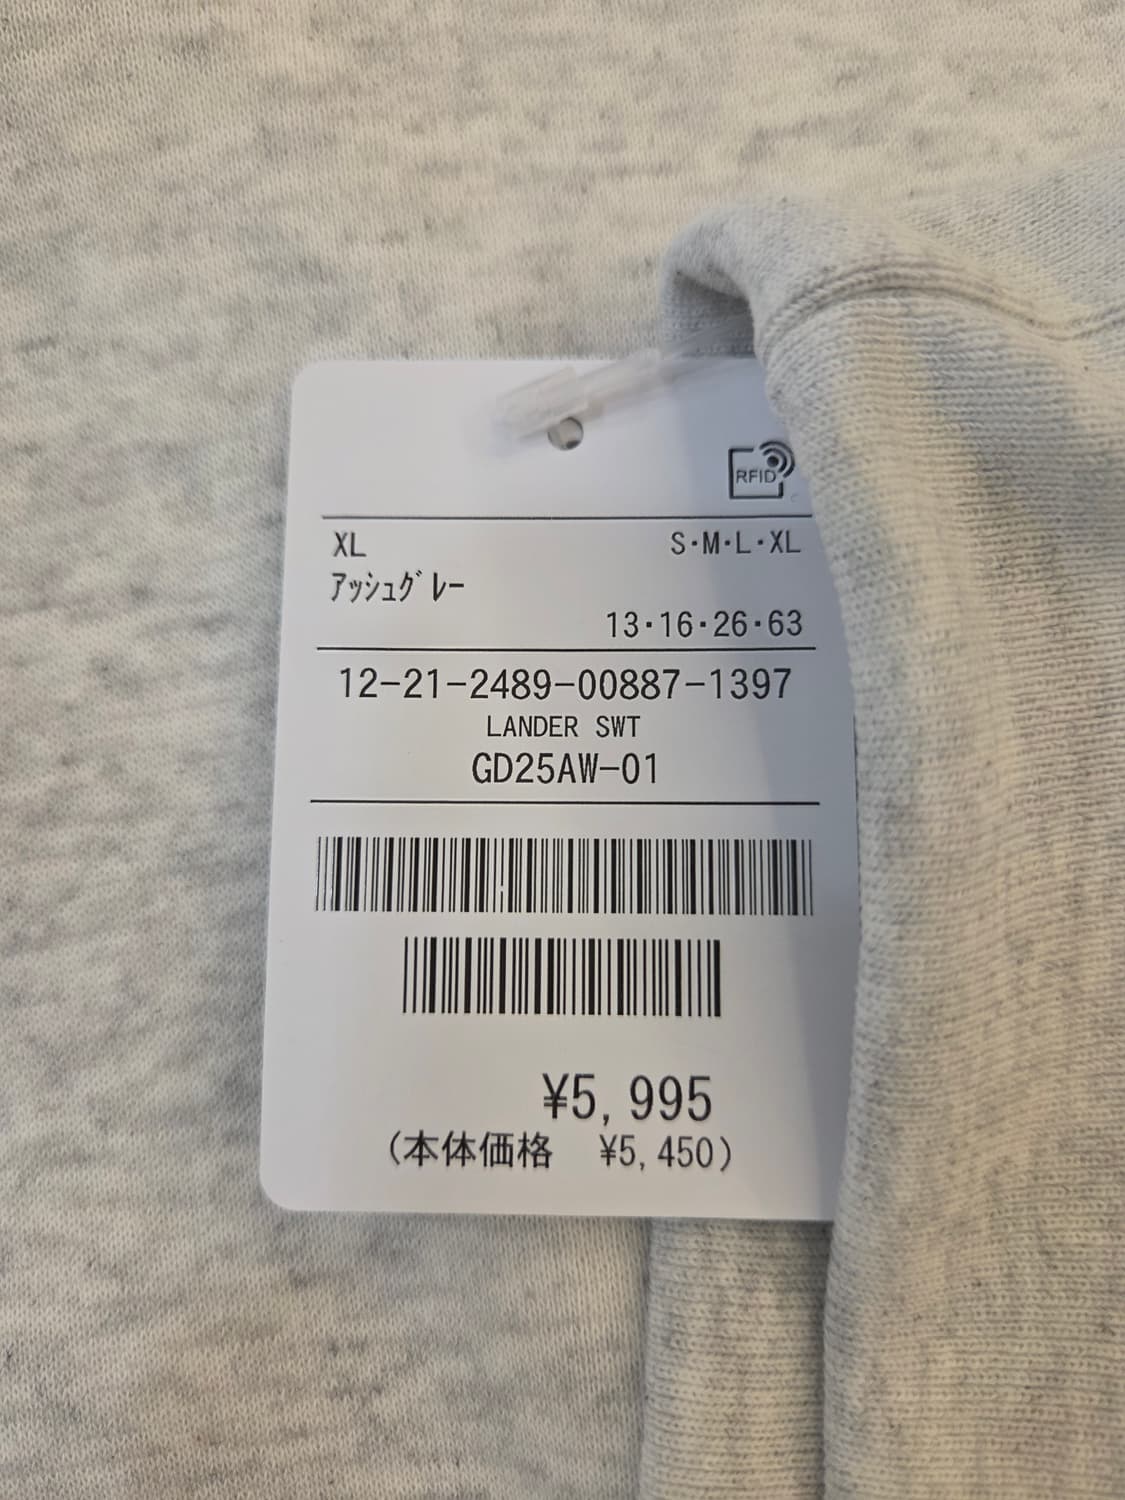 RFID
XL S・M・L・XL
ｱｯｼｭｸﾞﾚｰ
13・16・26・63
12-21-2489-00887-1397
LANDER SWT
GD25AW-01
¥5,995
(本体価格 ¥5,450)